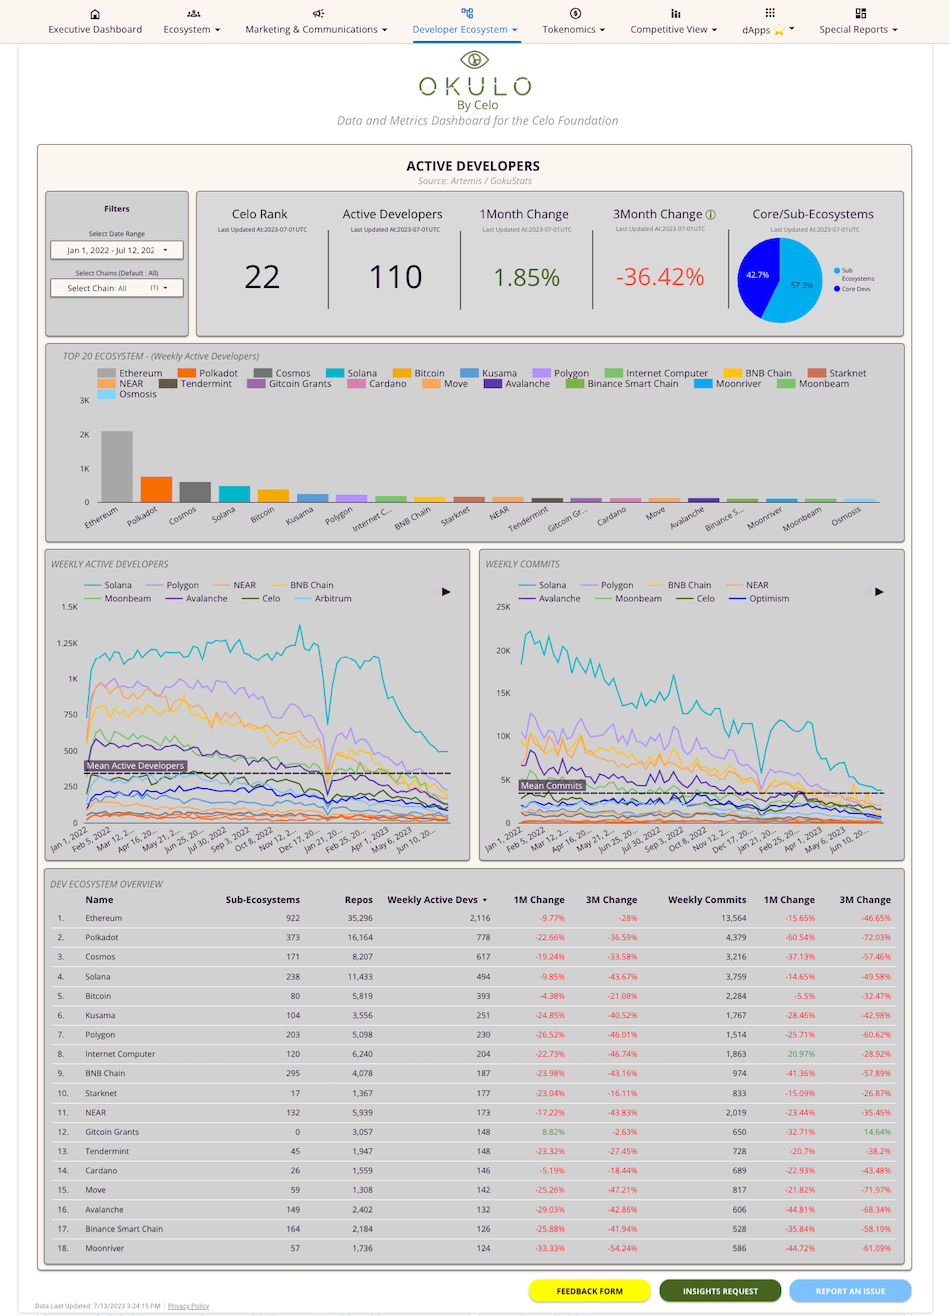 Executive Dashboard Ecosystem Marketing & Communications Developer Ecosystem Tokenomics Competitive View dApps ⭐ Special Reports
OKULO
By Celo
Data and Metrics Dashboard for the Celo Foundation
ACTIVE DEVELOPERS
Source: Artemis / GokuStats
Filters
Select Date Range
Jan 1, 2022 - Jul 12, 202
Select Chains (Default : All)
Select Chain: All (1)
Celo Rank
Last Updated At:2023-07-01UTC
22
Active Developers
Last Updated At:2023-07-01UTC
110
1Month Change
Last Updated At:2023-07-01UTC
1.85%
3Month Change
Last Updated At:2023-07-01UTC
-36.42%
Core/Sub-Ecosystems
Last Updated At:2023-07-01UTC
42.7%
57.3%
Sub
Ecosystems
Core Devs
TOP 20 ECOSYSTEM - (Weekly Active Developers)
Ethereum Polkadot Cosmos Solana Bitcoin Kusama Polygon Internet Computer BNB Chain Starknet
NEAR Tendermint Gitcoin Grants Cardano Move Avalanche Binance Smart Chain Moonriver Moonbeam
Osmosis
3K
2K
1K
0
Ethereum Polkadot Cosmos Solana Bitcoin Kusama Polygon Internet C... BNB Chain Starknet NEAR Tendermint Gitcoin Gr... Cardano Move Avalanche Binance S... Moonriver Moonbeam Osmosis
WEEKLY ACTIVE DEVELOPERS
Solana Polygon NEAR BNB Chain
Moonbeam Avalanche Celo Arbitrum
1.5K
1.25K
1K
750
500
Mean Active Developers
250
0
Jan 1, 2022 Feb 5, 2022 Mar 12, 2... Apr 16, 20... May 21, 2... Jun 25, 20... Jul 30, 2022 Sep 3, 2022 Oct 8, 2022 Nov 12, 2... Dec 17, 20... Jan 21, 20... Feb 25, 20... Apr 1, 2023 May 6, 2023 Jun 10, 20...
WEEKLY COMMITS
Solana Polygon BNB Chain NEAR
Avalanche Moonbeam Celo Optimism
25K
20K
15K
10K
5K
Mean Commits
0
Jan 1, 2022 Feb 5, 2022 Mar 12, 2... Apr 16, 20... May 21, 2... Jun 25, 20... Jul 30, 2022 Sep 3, 2022 Oct 8, 2022 Nov 12, 2... Dec 17, 20... Jan 21, 20... Feb 25, 20... Apr 1, 2023 May 6, 2023 Jun 10, 20...
DEV ECOSYSTEM OVERVIEW
Name Sub-Ecosystems Repos Weekly Active Devs 1M Change 3M Change Weekly Commits 1M Change 3M Change
1. Ethereum 922 35,296 2,116 -9.77% -28% 13,564 -15.65% -46.65%
2. Polkadot 373 16,164 778 -22.66% -36.59% 4,379 -60.54% -72.03%
3. Cosmos 171 8,207 617 -19.24% -33.58% 3,216 -37.13% -57.46%
4. Solana 238 11,433 494 -9.85% -43.67% 3,759 -14.65% -49.58%
5. Bitcoin 80 5,819 393 -4.38% -21.08% 2,284 -5.5% -32.47%
6. Kusama 104 3,556 251 -24.85% -40.52% 1,767 -28.46% -42.98%
7. Polygon 203 5,098 230 -26.52% -46.01% 1,514 -25.71% -60.62%
8. Internet Computer 120 6,240 204 -22.73% -46.74% 1,863 20.97% -28.92%
9. BNB Chain 295 4,078 187 -23.98% -43.16% 974 -41.36% -57.89%
10. Starknet 17 1,367 177 -23.04% -16.11% 833 -15.09% -26.87%
11. NEAR 132 5,939 173 -17.22% -43.83% 2,019 -23.44% -35.45%
12. Gitcoin Grants 0 3,057 148 8.82% -2.63% 650 -32.71% 14.64%
13. Tendermint 45 1,947 148 -23.32% -27.45% 728 -20.7% -38.2%
14. Cardano 26 1,559 146 -5.19% -18.44% 689 -22.93% -43.48%
15. Move 59 1,308 142 -25.26% -47.21% 817 -21.82% -71.97%
16. Avalanche 149 2,402 132 -29.03% -42.86% 606 -44.81% -68.34%
17. Binance Smart Chain 164 2,184 126 -25.88% -41.94% 528 -35.84% -58.19%
18. Moonriver 57 1,736 124 -33.33% -54.24% 586 -44.72% -61.09%
FEEDBACK FORM INSIGHTS REQUEST REPORT AN ISSUE
Data Last Updated: 7/13/2023 3:24:15 PM | Privacy Policy